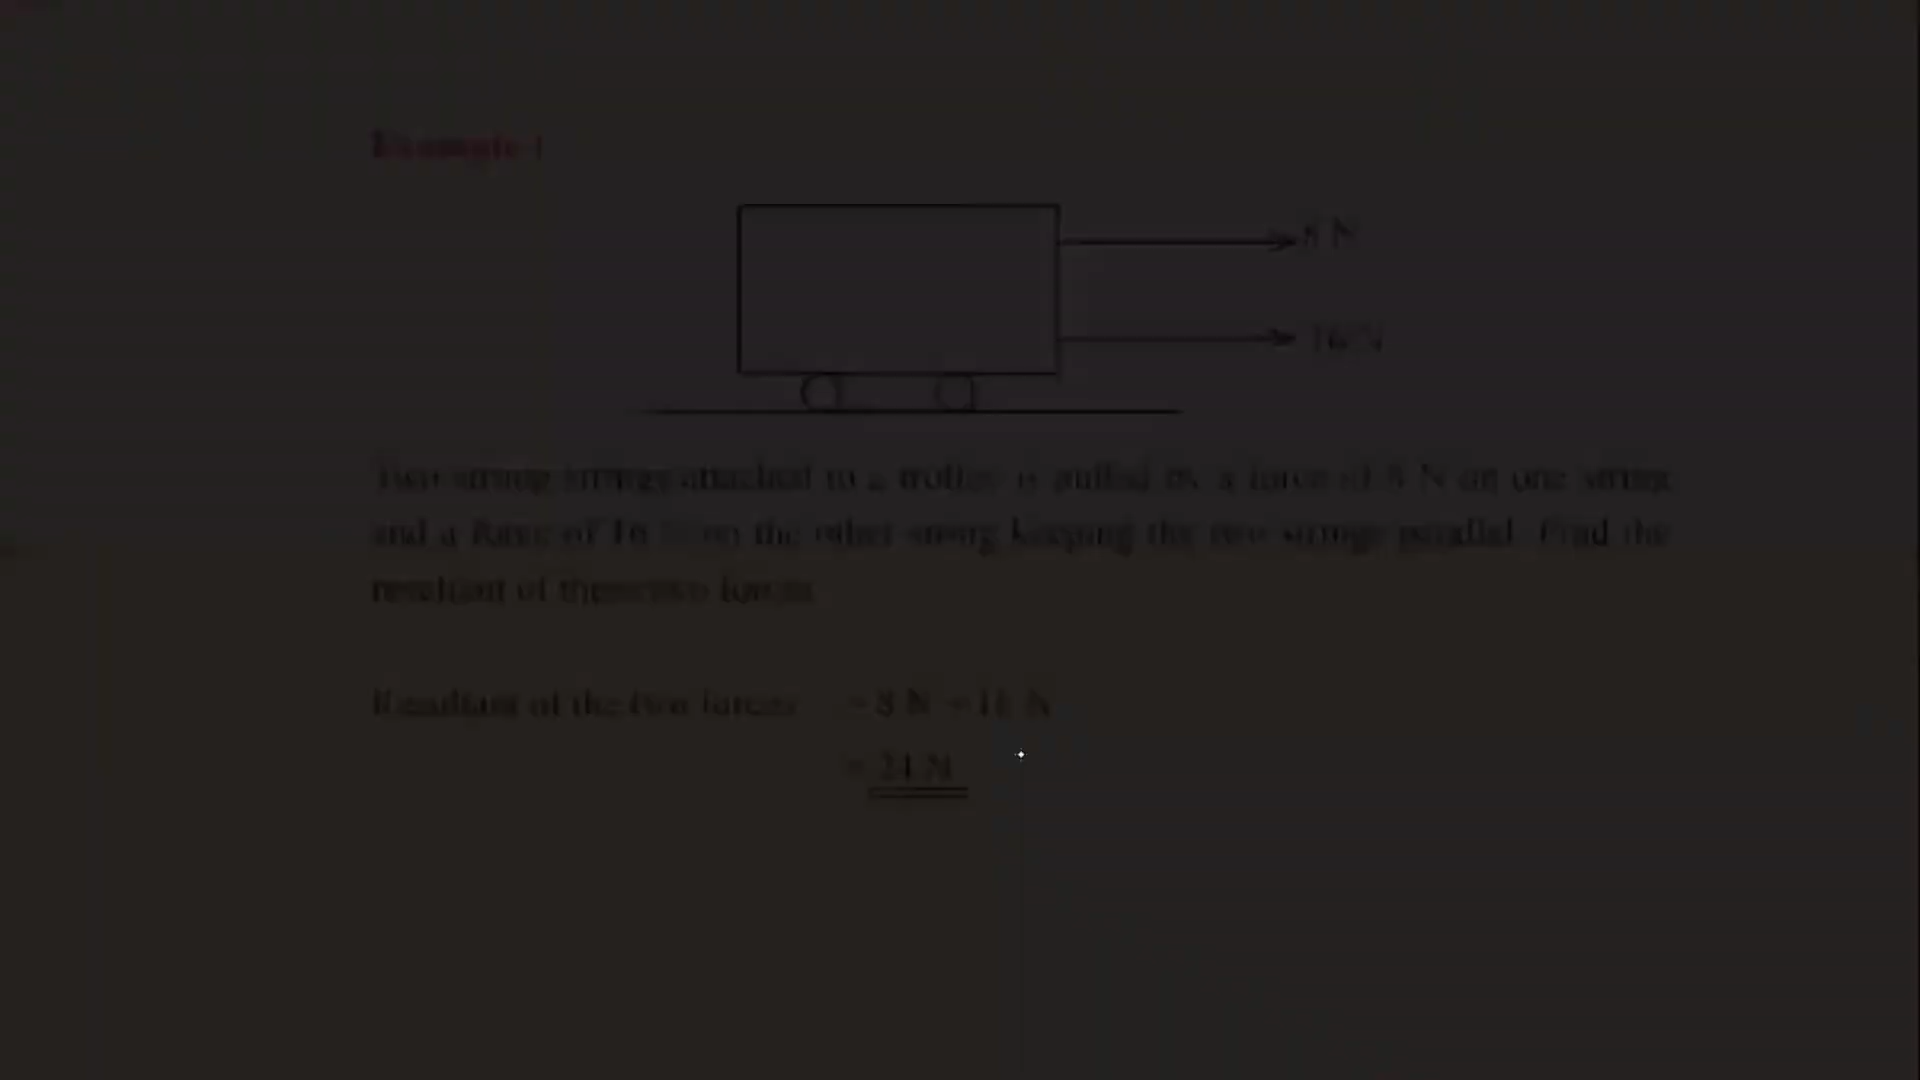 Example 1
8 N
16 N
Two strong strings attached to a trolley is pulled by a force of 8 N on one string
and a force of 16 N on the other string keeping the two strings parallel. Find the
resultant of these two forces
Resultant of the two forces = 8 N + 16 N
= 24 N